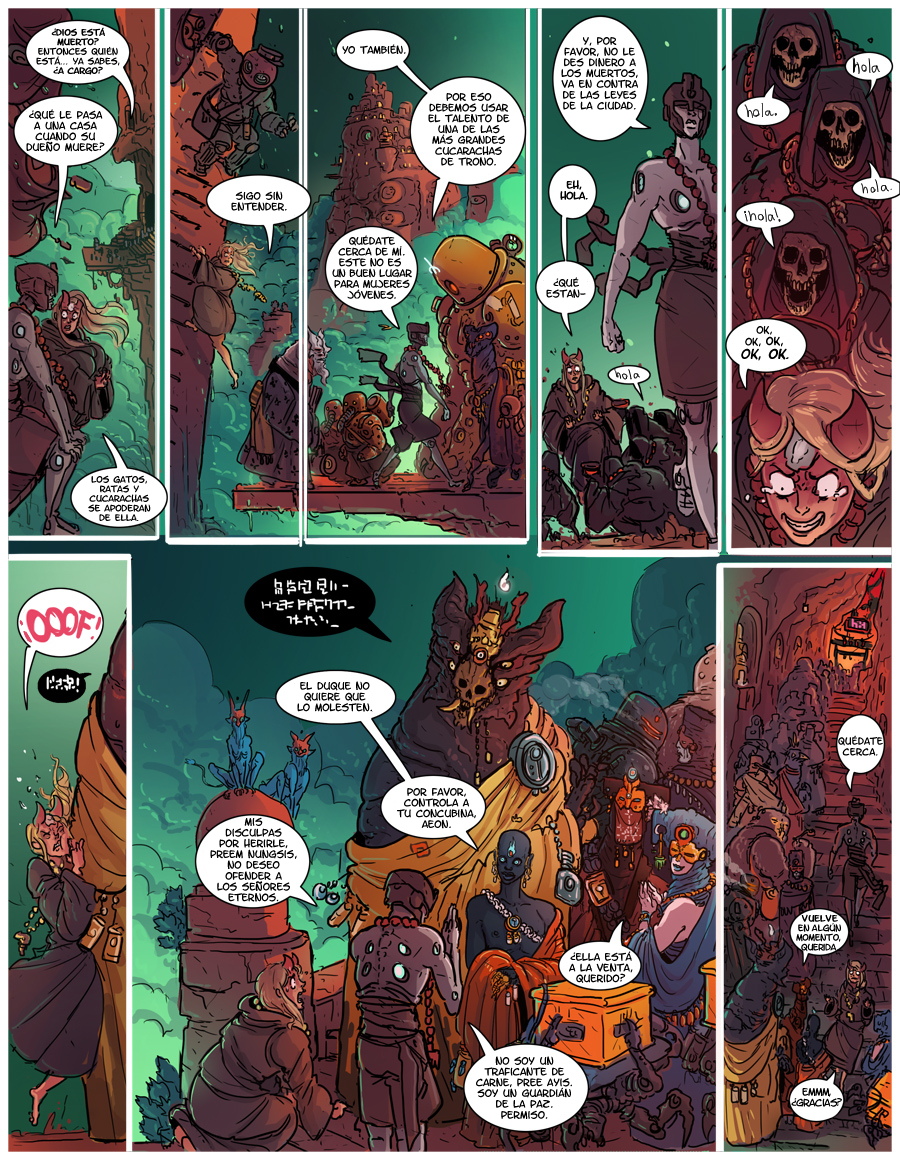 ¿DIOS ESTÁ
MUERTO?
ENTONCES QUIÉN
ESTÁ... YA SABES,
¿A CARGO?
¿QUÉ LE PASA
A UNA CASA
CUANDO SU
DUEÑO MUERE?
LOS GATOS,
RATAS Y
CUCARACHAS
SE APODERAN
DE ELLA.
SIGO SIN
ENTENDER.
YO TAMBIÉN.
POR ESO
DEBEMOS USAR
EL TALENTO DE
UNA DE LAS
MÁS GRANDES
CUCARACHAS
DE TRONO.
QUÉDATE
CERCA DE MÍ.
ESTE NO ES
UN BUEN LUGAR
PARA MUJERES
JÓVENES.
Y, POR
FAVOR, NO LE
DES DINERO A
LOS MUERTOS,
VA EN CONTRA
DE LAS LEYES
DE LA CIUDAD.
EH,
HOLA.
¿QUÉ
ESTAN-
hola
hola
hola.
hola.
¡hola!
OK,
OK, OK,
OK, OK.
¡OOOF!
EL DUQUE NO
QUIERE QUE
LO MOLESTEN.
POR FAVOR,
CONTROLA A
TU CONCUBINA,
AEON.
MIS
DISCULPAS
POR HERIRLE,
PREEM NUNGSIS,
NO DESEO
OFENDER A
LOS SEÑORES
ETERNOS.
¿ELLA ESTÁ
A LA VENTA,
QUERIDO?
NO SOY UN
TRAFICANTE DE
CARNE, PREE AYIS.
SOY UN GUARDIÁN
DE LA PAZ.
PERMISO.
QUÉDATE
CERCA.
VUELVE
EN ALGÚN
MOMENTO,
QUERIDA.
EMMM,
¿GRACIAS?